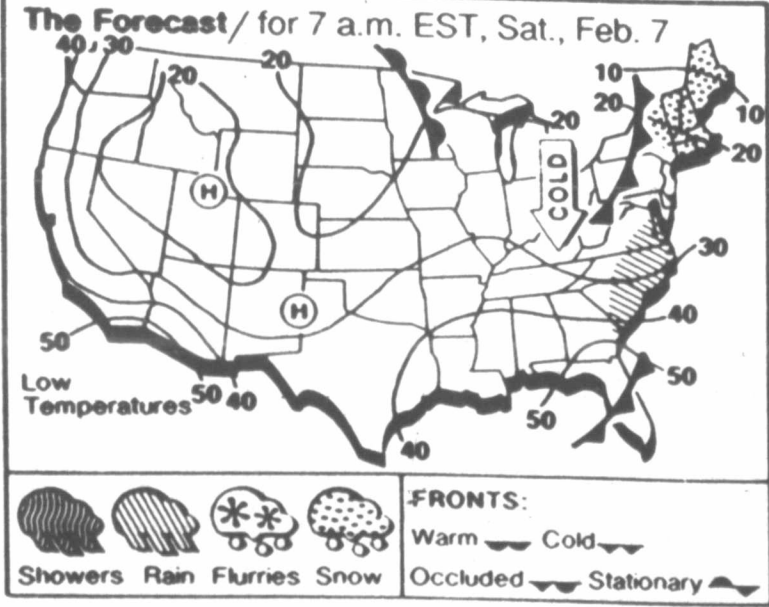 The Forecast / for 7 a.m. EST, Sat., Feb. 7
40 30
20
20
10
20
10
20
20
H
COLD
30
H
40
50
50
Low
Temperatures
50 40
50
40
Showers Rain Flurries Snow
FRONTS:
Warm Cold
Occluded Stationary